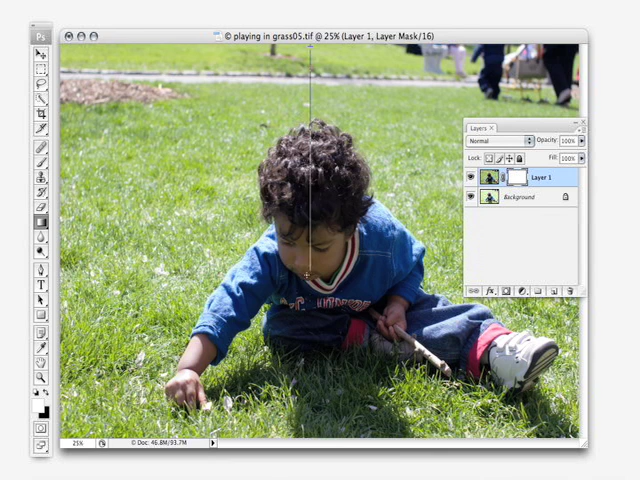 Ps
© playing in grass05.tif @ 25% (Layer 1, Layer Mask/16)
Layers x
Normal
Opacity: 100%
Lock:
Fill: 100%
Layer 1
Background
T
25%
© Doc: 46.8M/93.7M